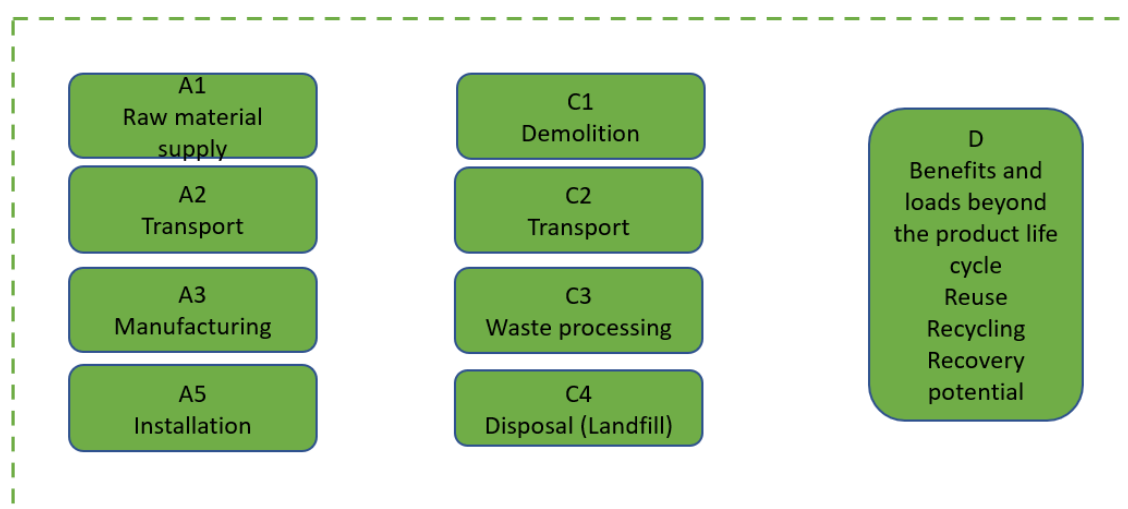 A1
Raw material
supply
A2
Transport
A3
Manufacturing
A5
Installation
C1
Demolition
C2
Transport
C3
Waste processing
C4
Disposal (Landfill)
D
Benefits and
loads beyond
the product life
cycle
Reuse
Recycling
Recovery
potential